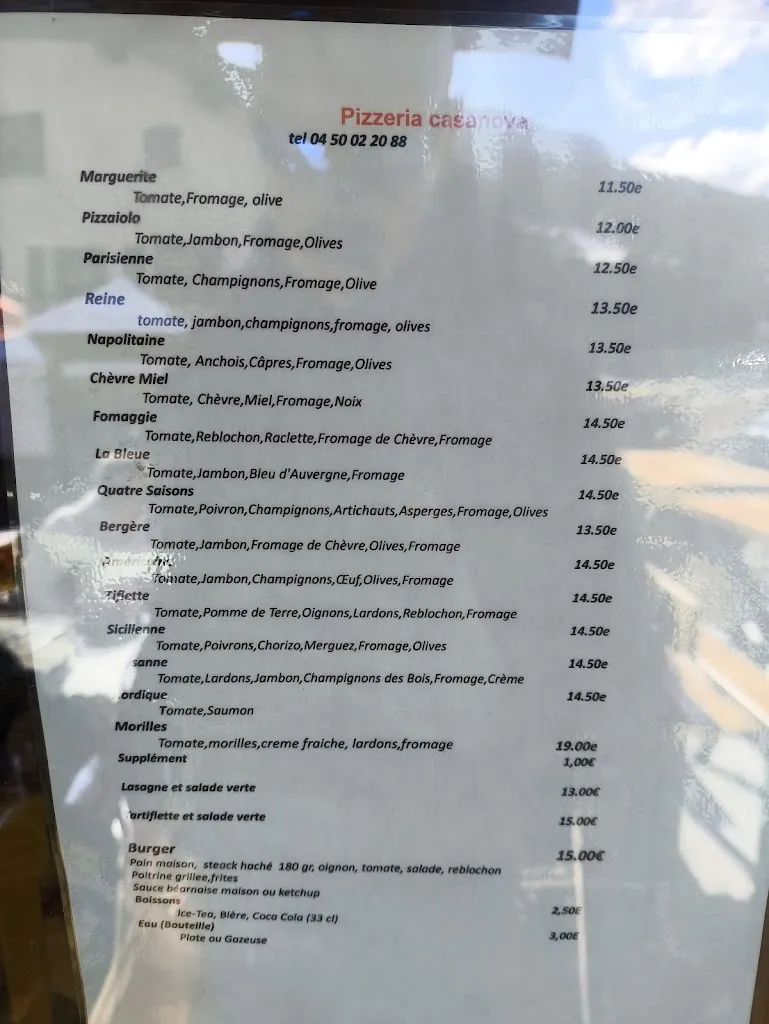 Pizzeria casanova
tel 04 50 02 20 88
Marguerite 11.50e
Tomate,Fromage, olive
Pizzaiolo 12.00e
Tomate,Jambon,Fromage,Olives
Parisienne 12.50e
Tomate, Champignons,Fromage,Olive
Reine 13.50e
tomate, jambon,champignons,fromage, olives
Napolitaine 13.50e
Tomate, Anchois,Câpres,Fromage,Olives
Chèvre Miel 13.50e
Tomate, Chèvre,Miel,Fromage,Noix
Fomaggie 14.50e
Tomate,Reblochon,Raclette,Fromage de Chèvre,Fromage
La Bleue 14.50e
Tomate,Jambon,Bleu d'Auvergne,Fromage
Quatre Saisons 14.50e
Tomate,Poivron,Champignons,Artichauts,Asperges,Fromage,Olives
Bergère 13.50e
Tomate,Jambon,Fromage de Chèvre,Olives,Fromage
14.50e
Tomate,Jambon,Champignons,Œuf,Olives,Fromage
Tiflette 14.50e
Tomate,Pomme de Terre,Oignons,Lardons,Reblochon,Fromage
Sicilienne 14.50e
Tomate,Poivrons,Chorizo,Merguez,Fromage,Olives
sanne 14.50e
Tomate,Lardons,Jambon,Champignons des Bois,Fromage,Crème
ordique 14.50e
Tomate,Saumon
Morilles
Tomate,morilles,creme fraiche, lardons,fromage 19.00e
Supplément 1,00€
Lasagne et salade verte 13.00€
artiflette et salade verte 15.00€
Burger 15.00€
Pain maison, steack haché 180 gr, oignon, tomate, salade, reblochon
Poitrine grillee,frites
Sauce béarnaise maison ou ketchup
Boissons
Ice-Tea, Bière, Coca Cola (33 cl) 2,50E
Eau (Bouteille)
Plate ou Gazeuse 3,00E